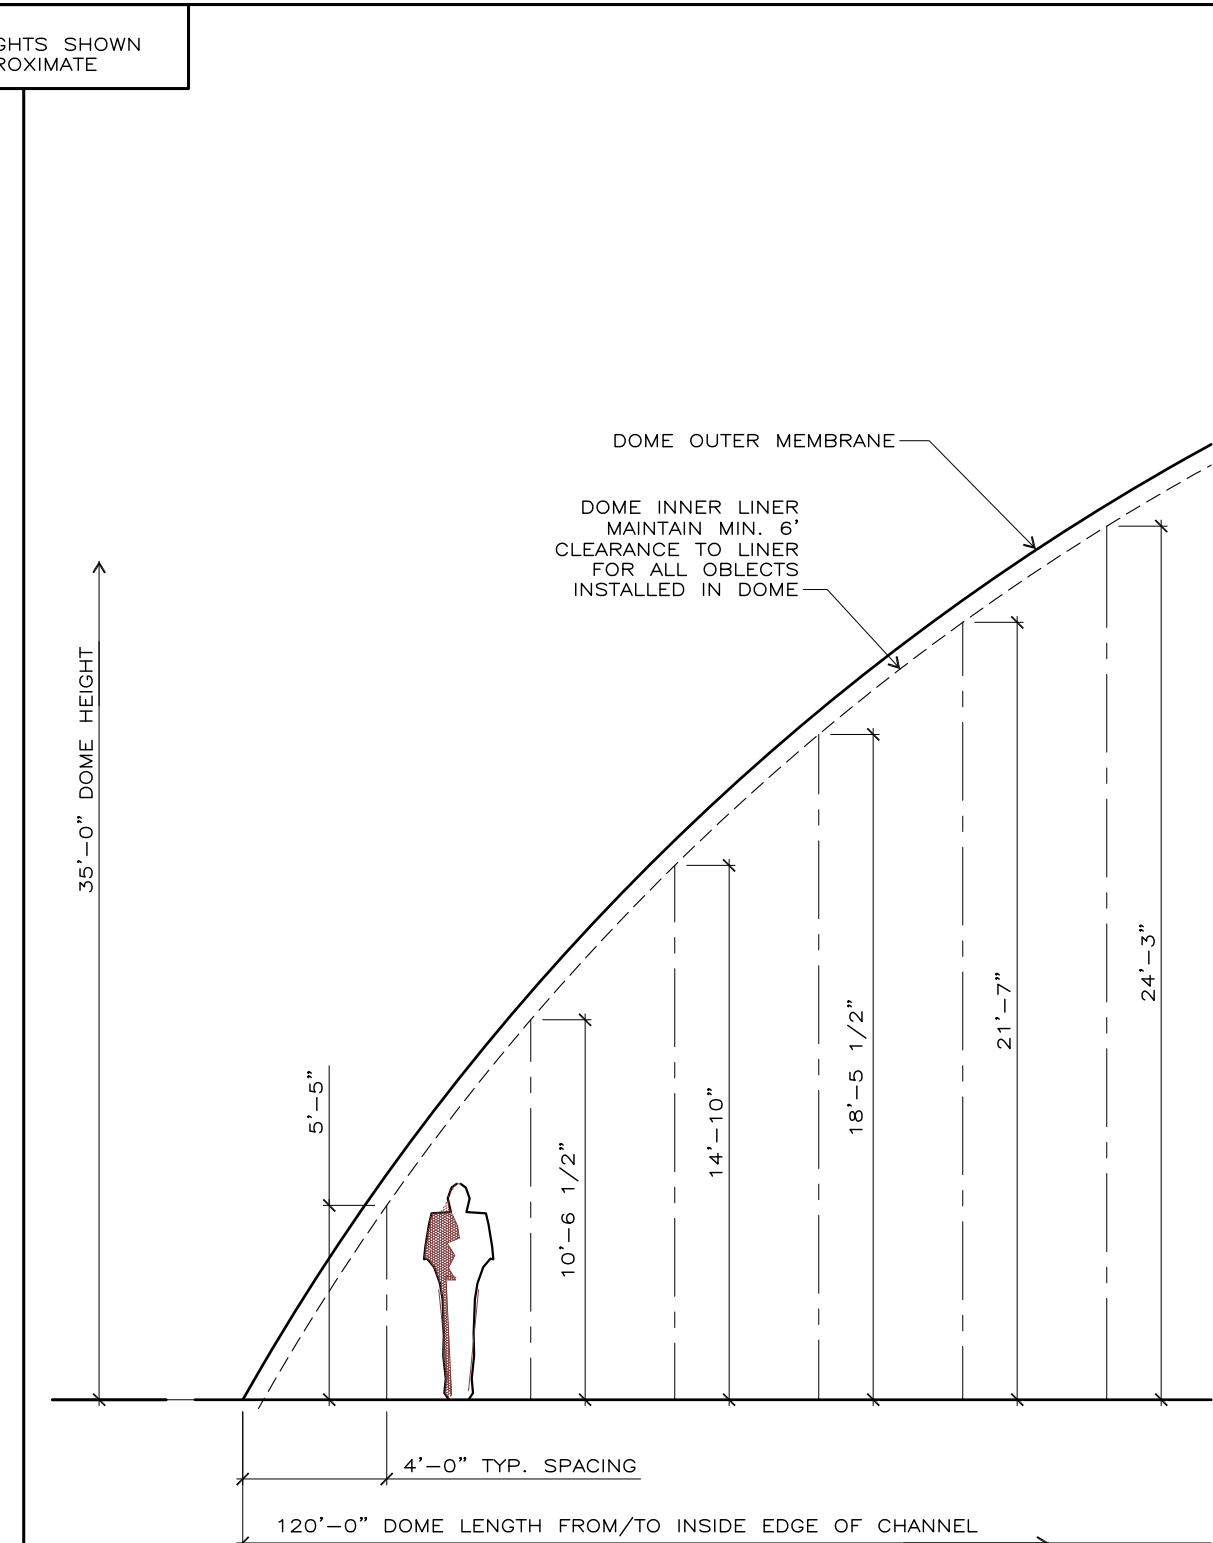 GHTS SHOWN
ROXIMATE
DOME OUTER MEMBRANE
DOME INNER LINER
MAINTAIN MIN. 6'
CLEARANCE TO LINER
FOR ALL OBLECTS
INSTALLED IN DOME
35'-0" DOME HEIGHT
5'-5"
10'-6 1/2"
14'-10"
18'-5 1/2"
21'-7"
24'-3"
4'-0" TYP. SPACING
120'-0" DOME LENGTH FROM/TO INSIDE EDGE OF CHANNEL